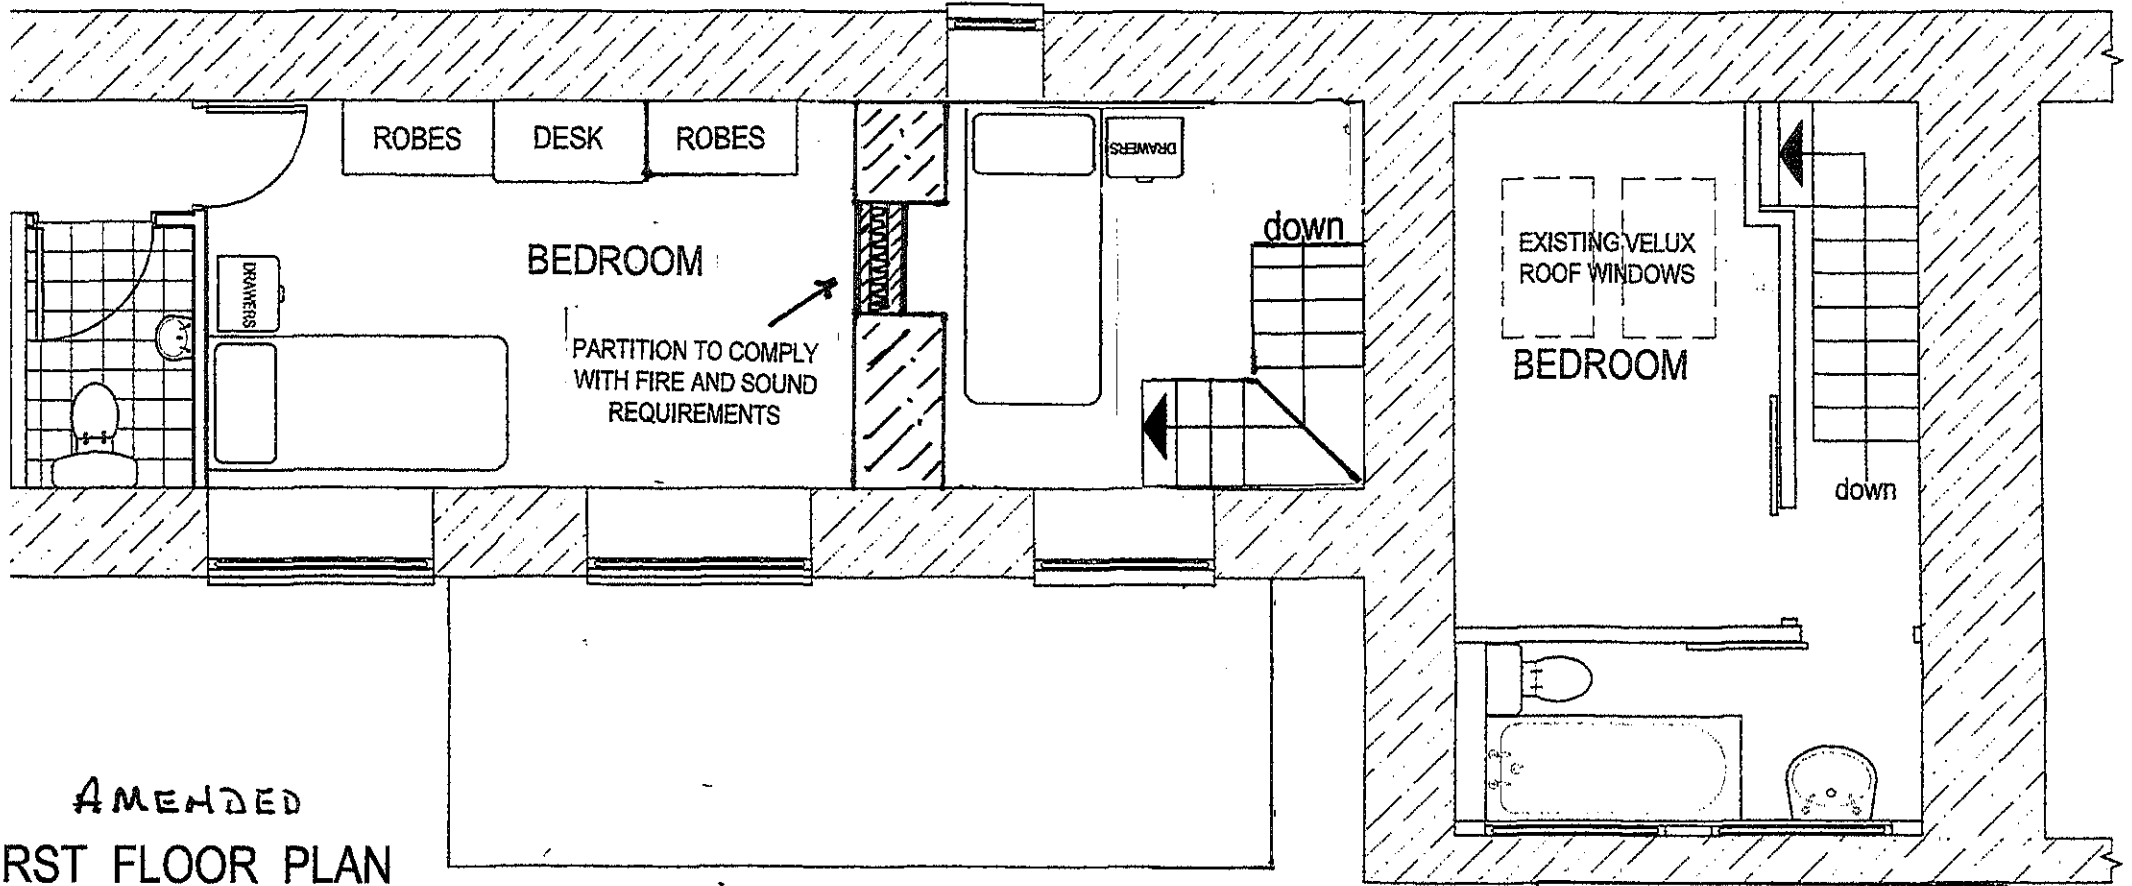 ROBES
DESK
ROBES
DRAWERS
down
EXISTING VELUX
ROOF WINDOWS
BEDROOM
DRAWERS
PARTITION TO COMPLY
WITH FIRE AND SOUND
REQUIREMENTS
BEDROOM
down
AMENDED
RST FLOOR PLAN